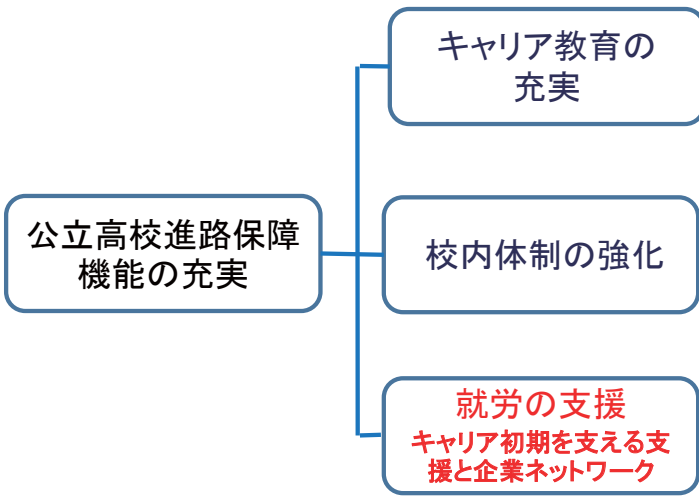 キャリア教育の
充実
公立高校進路保障
機能の充実
校内体制の強化
就労の支援
キャリア初期を支える支
援と企業ネットワーク